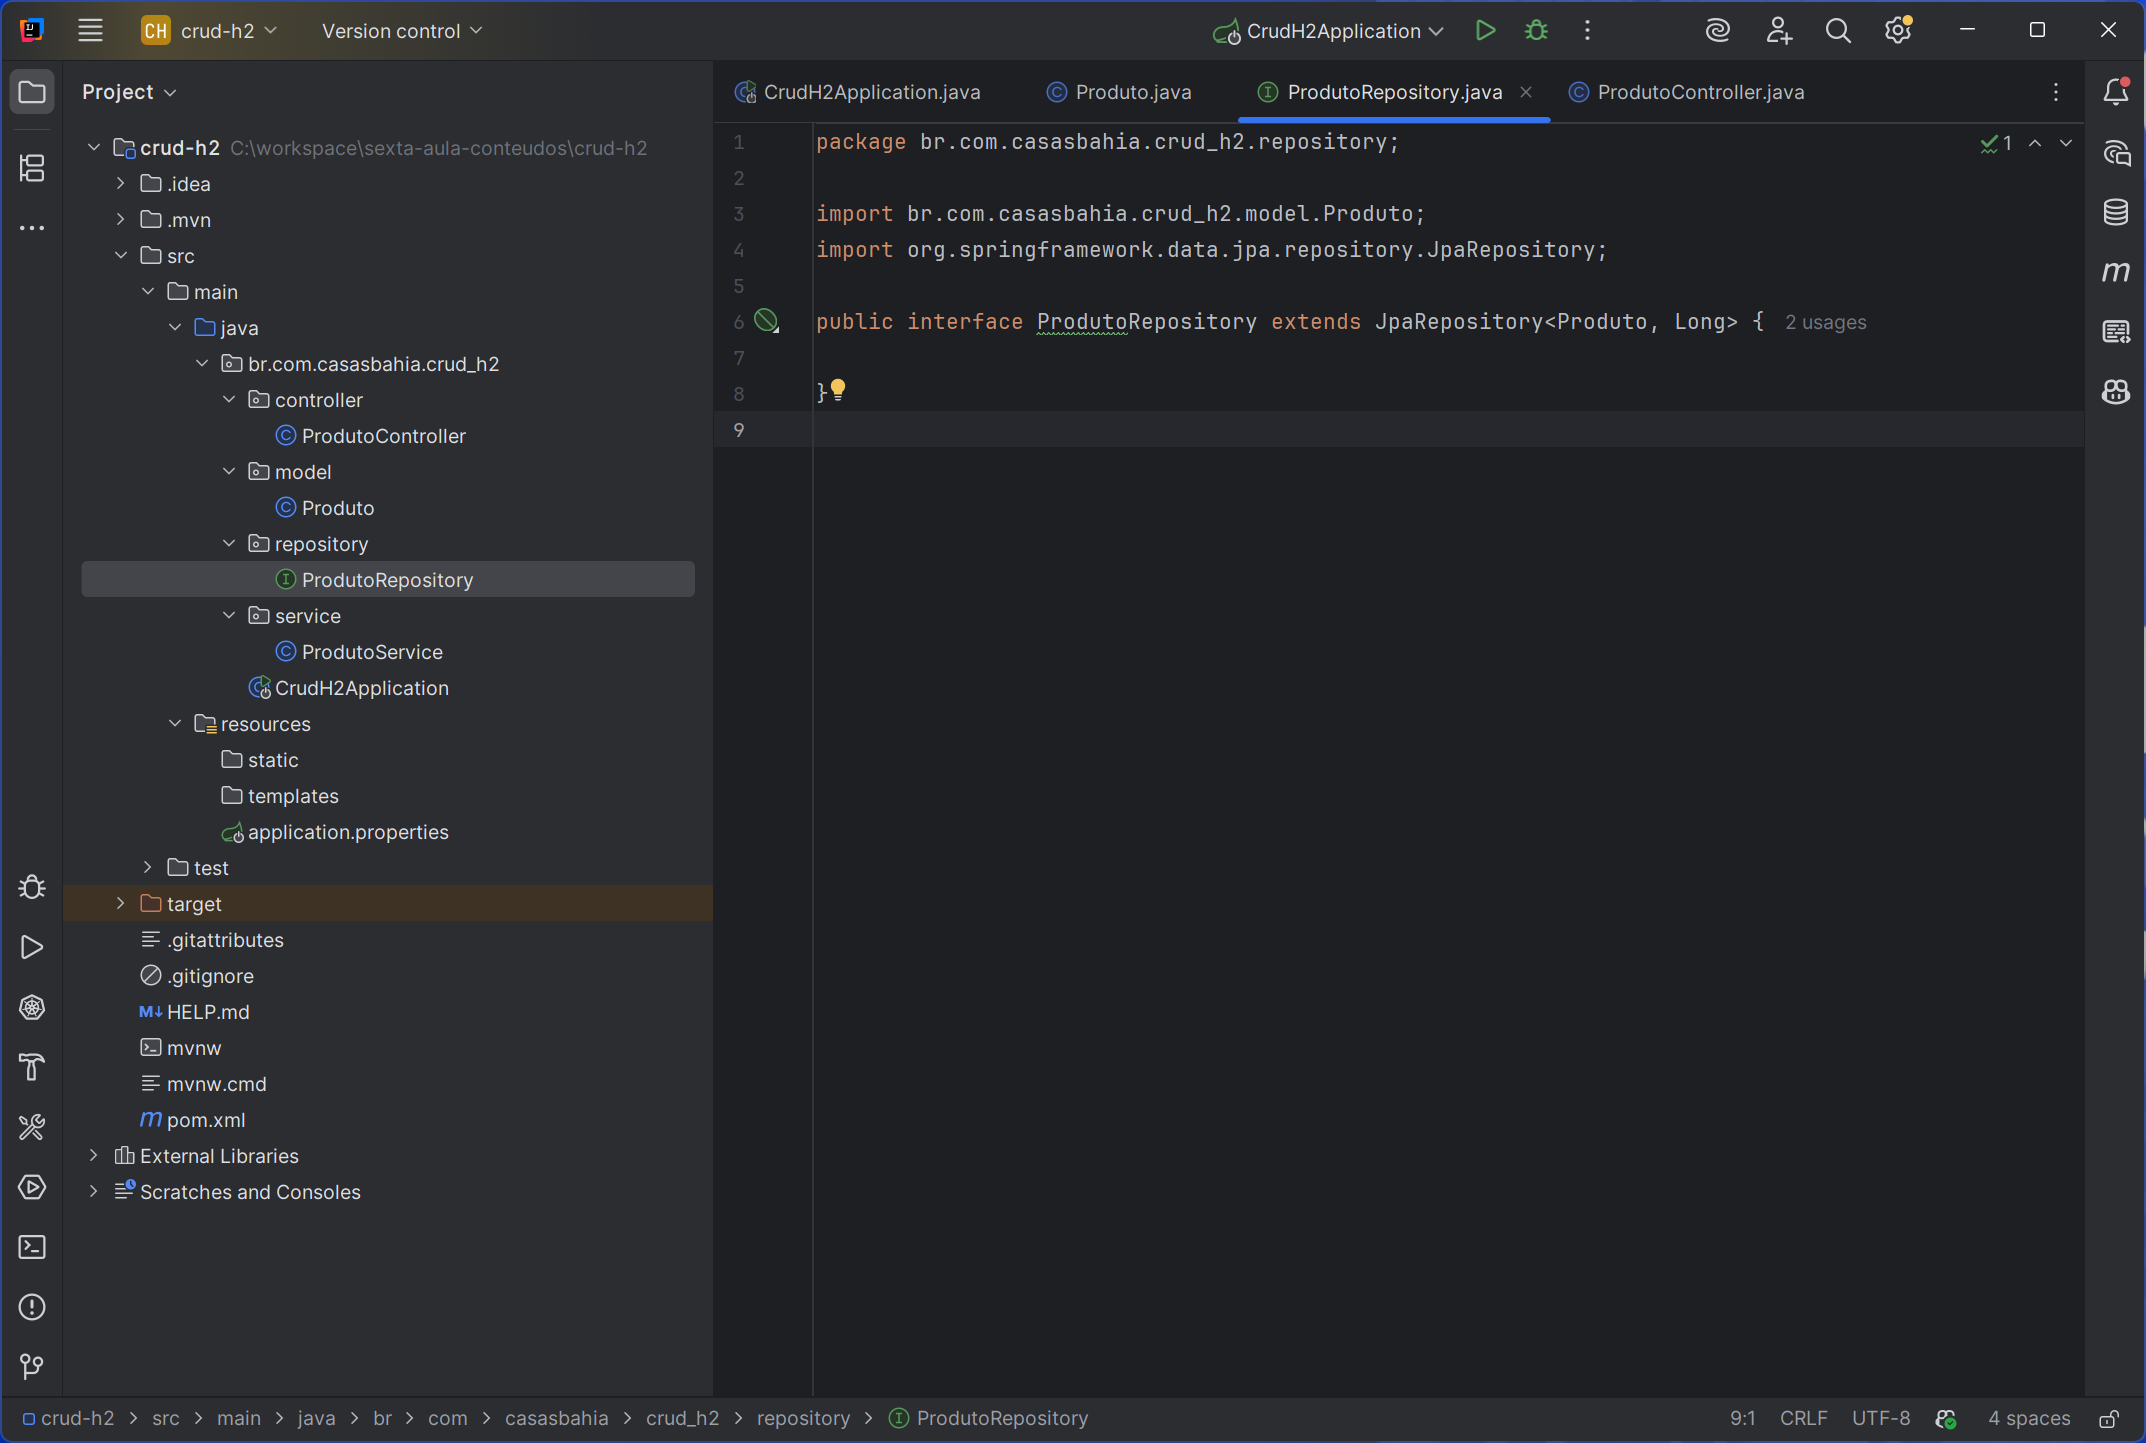 CH crud-h2 Version control CrudH2Application
Project
crud-h2 C:\workspace\sexta-aula-conteudos\crud-h2
.idea
.mvn
src
main
java
br.com.casasbahia.crud_h2
controller
ProdutoController
model
Produto
repository
ProdutoRepository
service
ProdutoService
CrudH2Application
resources
static
templates
application.properties
test
target
.gitattributes
.gitignore
M↓ HELP.md
mvnw
mvnw.cmd
m pom.xml
External Libraries
Scratches and Consoles
CrudH2Application.java Produto.java ProdutoRepository.java ProdutoController.java
1 package br.com.casasbahia.crud_h2.repository; 1
2
3 import br.com.casasbahia.crud_h2.model.Produto;
4 import org.springframework.data.jpa.repository.JpaRepository;
5
6 public interface ProdutoRepository extends JpaRepository<Produto, Long> { 2 usages
7
8 }
9
m
crud-h2 > src > main > java > br > com > casasbahia > crud_h2 > repository > ProdutoRepository 9:1 CRLF UTF-8 4 spaces